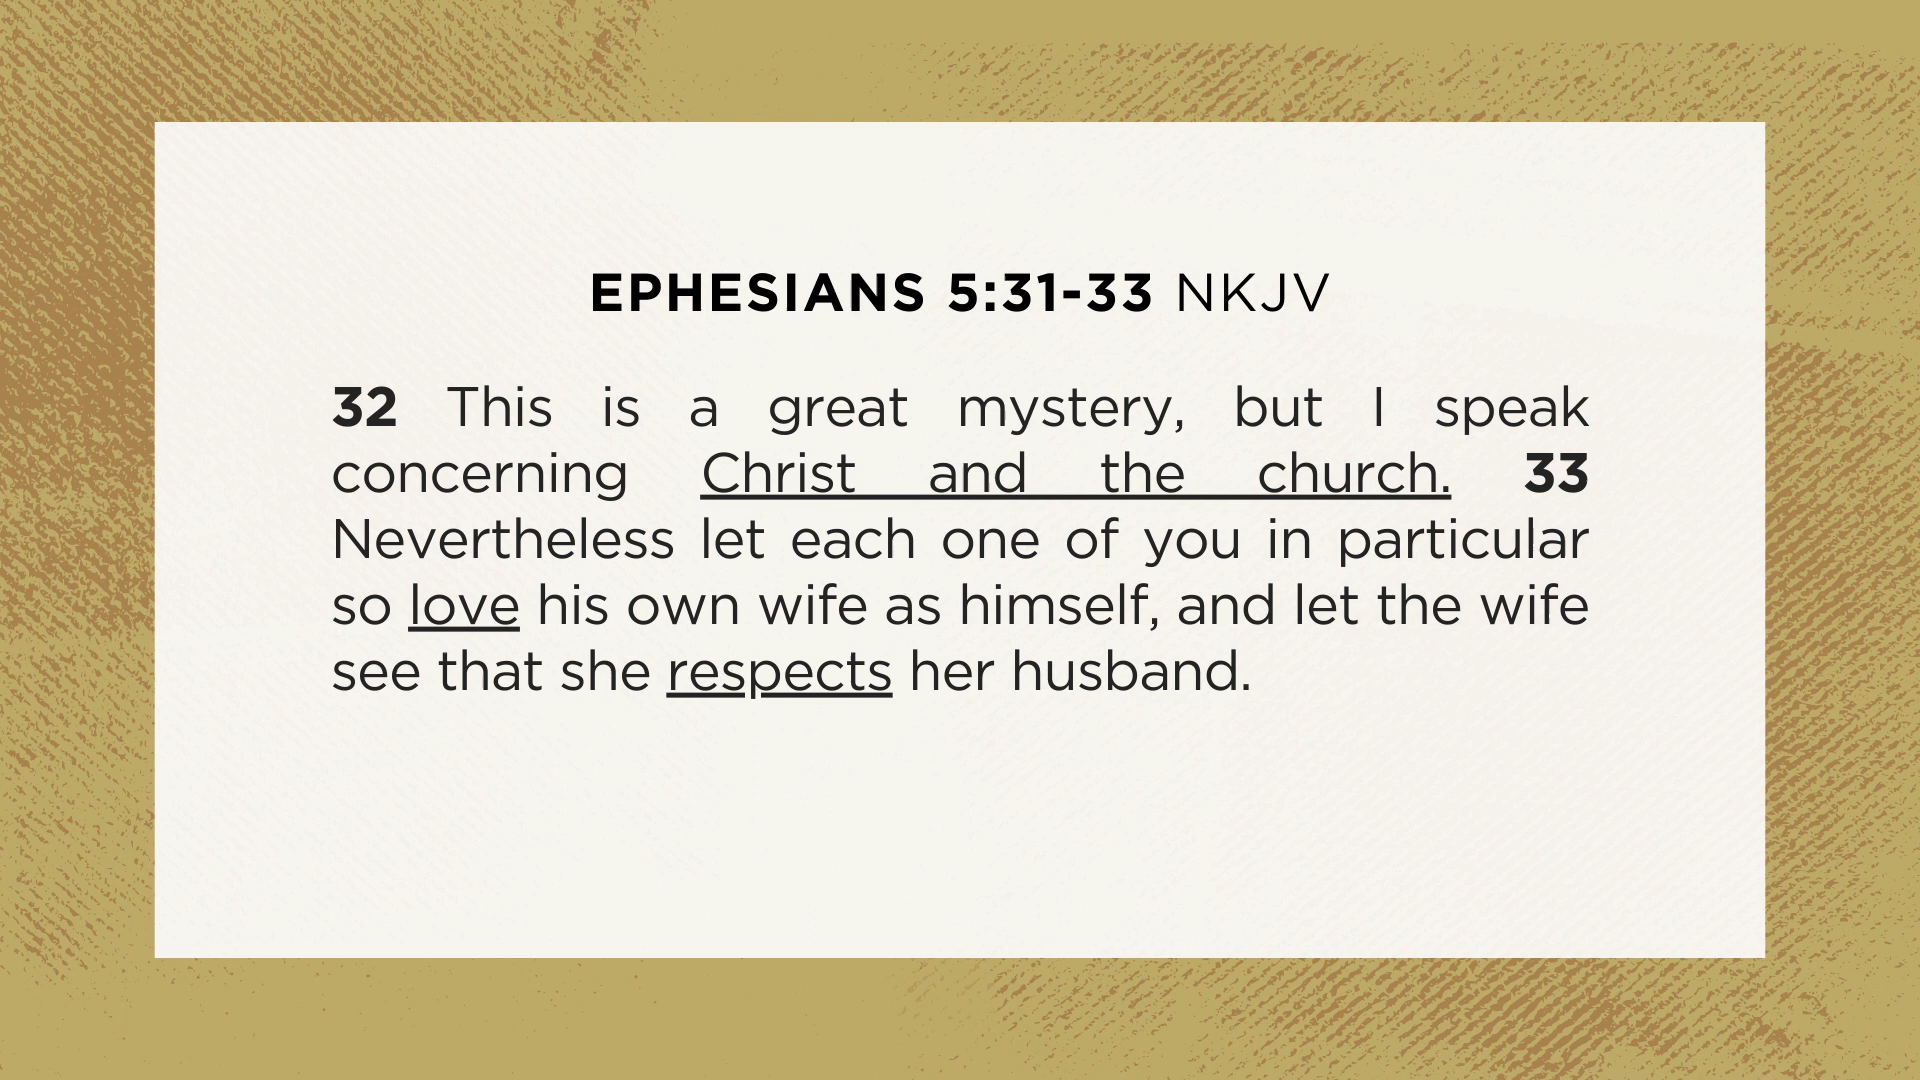 EPHESIANS 5:31-33 NKJV
32 This is a great mystery, but I speak
concerning Christ and the church. 33
Nevertheless let each one of you in particular
so love his own wife as himself, and let the wife
see that she respects her husband.